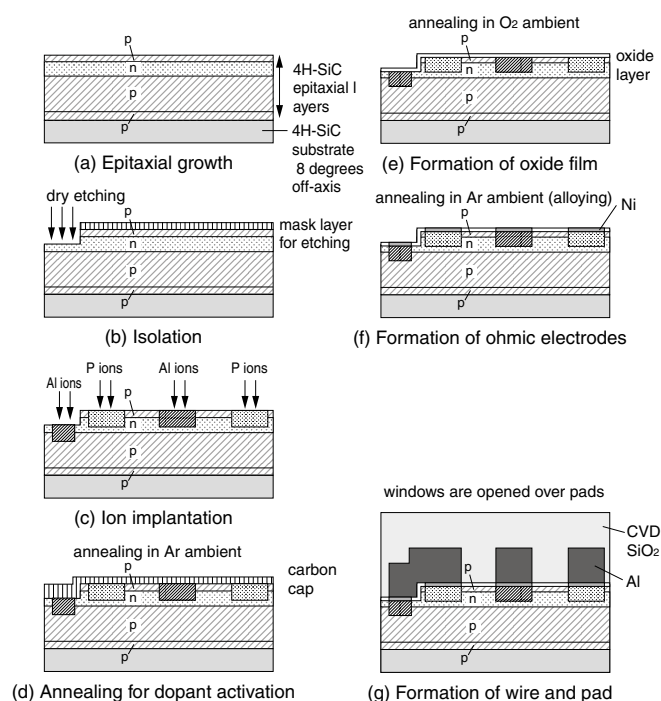 p
n
p
p
4H-SiC
epitaxial l
ayers
4H-SiC
substrate
8 degrees
off-axis
(a) Epitaxial growth
dry etching
p
n
p
p
mask layer
for etching
(b) Isolation
Al ions
P ions
Al ions
P ions
p
n
p
p
(c) Ion implantation
annealing in Ar ambient
p
n
p
p
carbon
cap
(d) Annealing for dopant activation
annealing in O2 ambient
p
n
p
p
oxide
layer
(e) Formation of oxide film
annealing in Ar ambient (alloying)
p
n
p
p
Ni
(f) Formation of ohmic electrodes
windows are opened over pads
CVD
SiO2
Al
p
n
p
p
(g) Formation of wire and pad